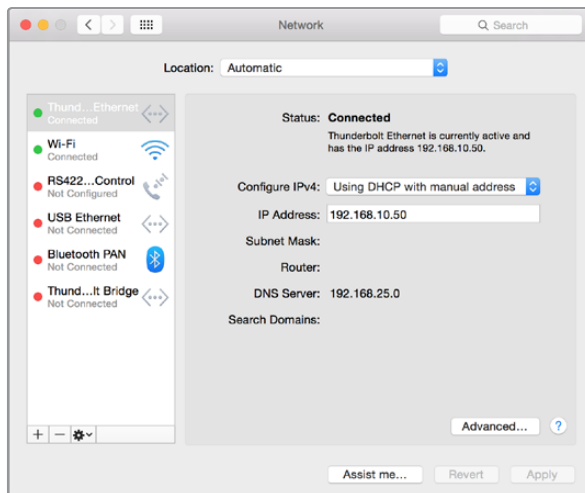 Network
Search
Location: Automatic
Thund...Ethernet
Connected
Wi-Fi
Connected
RS422...Control
Not Configured
USB Ethernet
Not Connected
Bluetooth PAN
Not Connected
Thund...lt Bridge
Not Connected
Status: Connected
Thunderbolt Ethernet is currently active and
has the IP address 192.168.10.50.
Configure IPv4: Using DHCP with manual address
IP Address: 192.168.10.50
Subnet Mask:
Router:
DNS Server: 192.168.25.0
Search Domains:
Advanced... ?
Assist me... Revert Apply